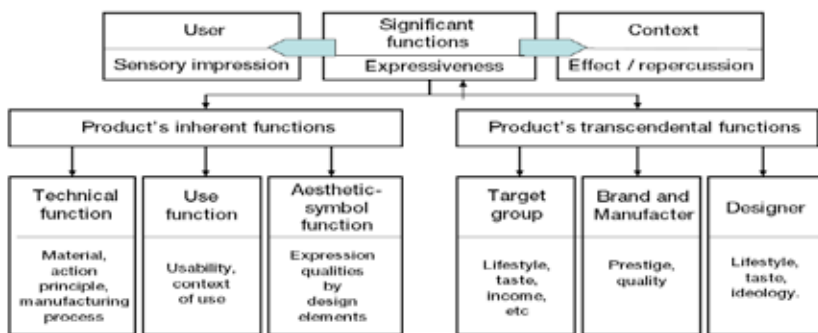 User
Sensory impression
Significant
functions
Expressiveness
Context
Effect / repercussion
Product's inherent functions
Product's transcendental functions
Technical
function
Material,
action
principle,
manufacturing
process
Use
function
Usability,
context
of use
Aesthetic-
symbol
function
Expression
qualities
by
design
elements
Target
group
Lifestyle,
taste,
income,
etc
Brand and
Manufacter
Prestige,
quality
Designer
Lifestyle,
taste,
ideology.